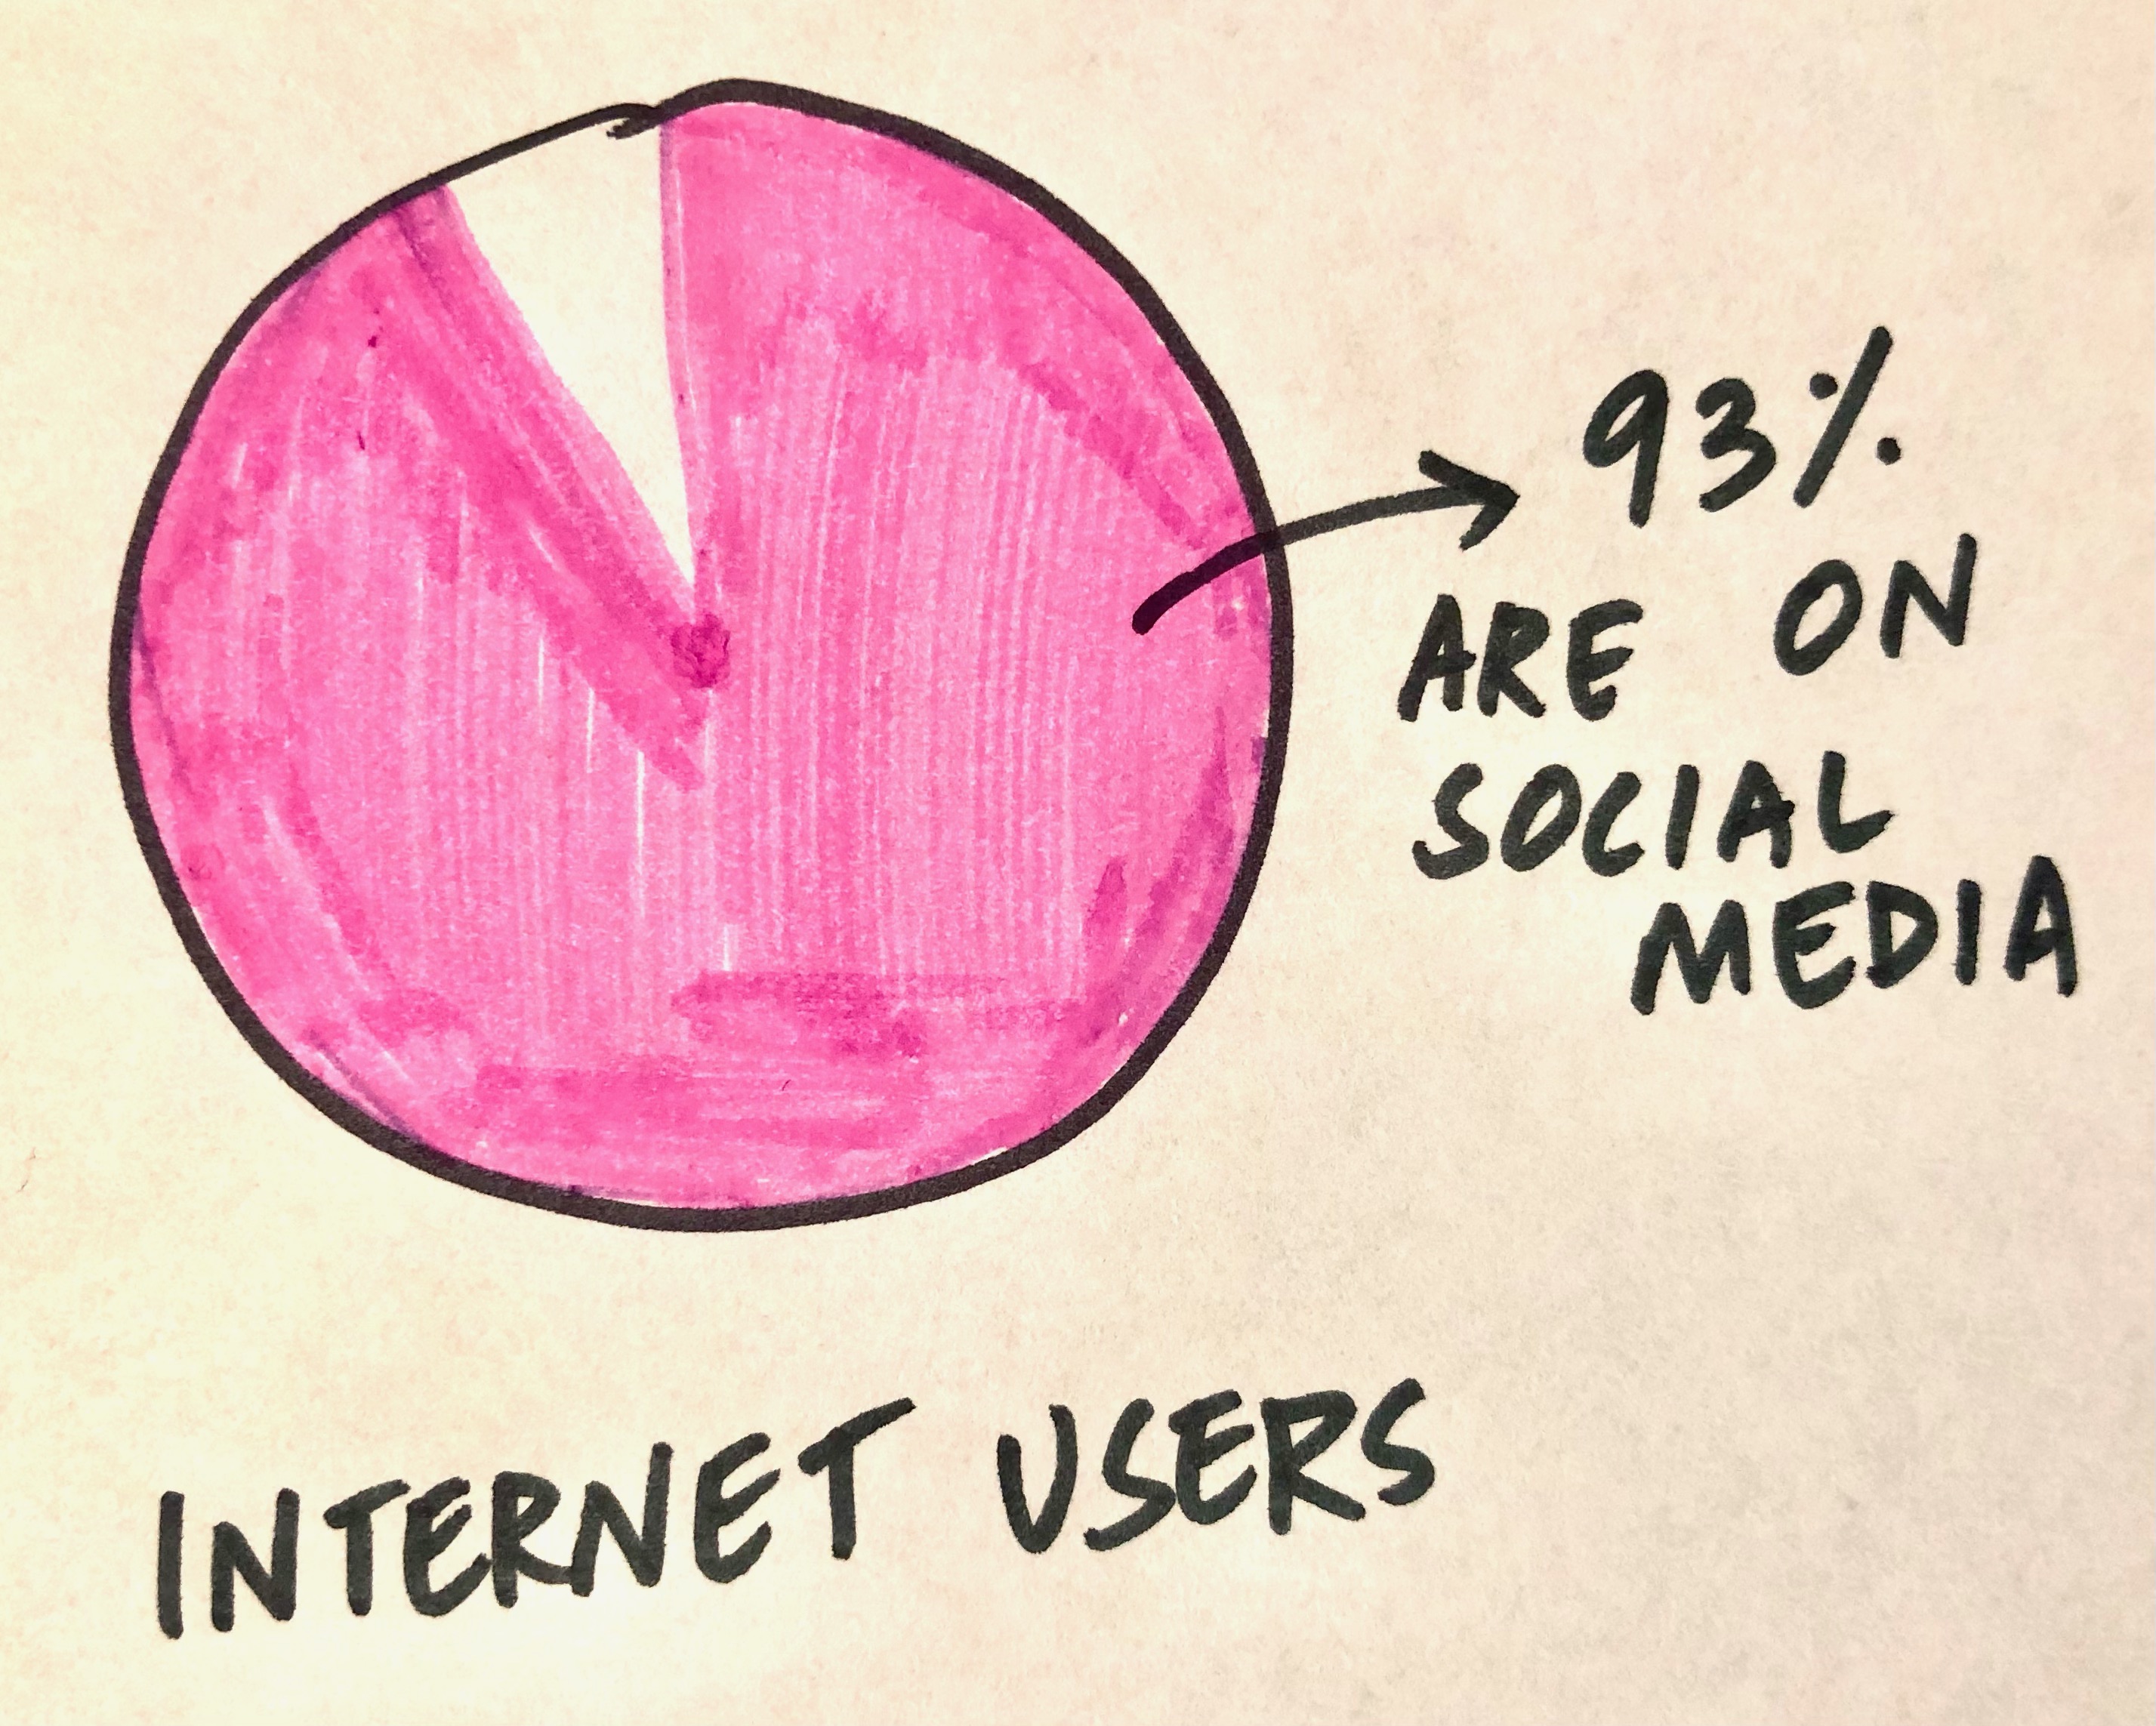 93%
ARE ON
SOCIAL
MEDIA
INTERNET USERS